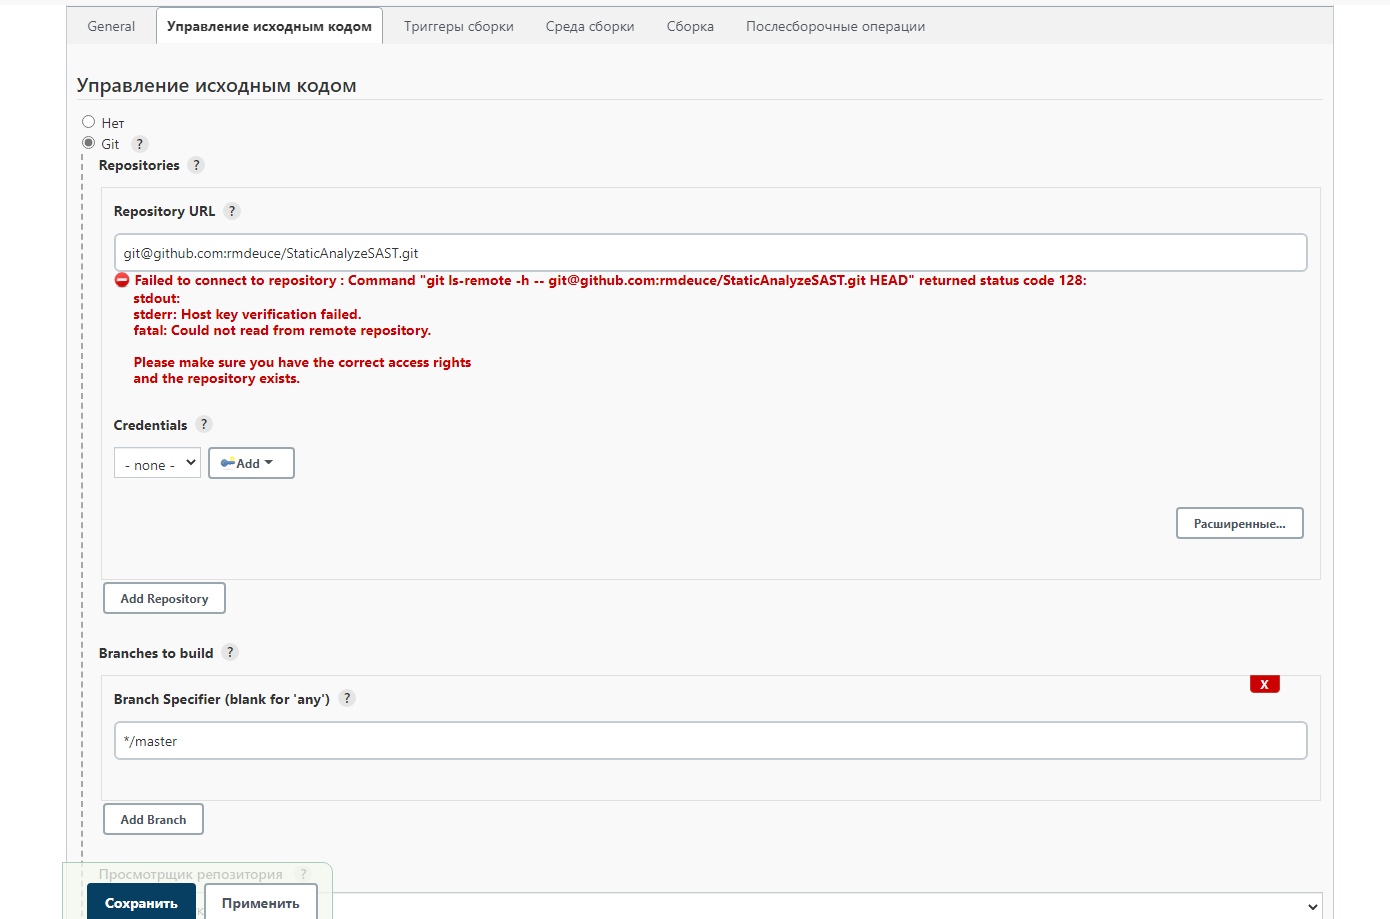 General Управление исходным кодом Триггеры сборки Среда сборки Сборка Послесборочные операции
Управление исходным кодом
Нет
Git ?
Repositories ?
Repository URL ?
git@github.com:rmdeuce/StaticAnalyzeSAST.git
Failed to connect to repository : Command "git ls-remote -h -- git@github.com:rmdeuce/StaticAnalyzeSAST.git HEAD" returned status code 128:
stdout:
stderr: Host key verification failed.
fatal: Could not read from remote repository.
Please make sure you have the correct access rights
and the repository exists.
Credentials ?
- none - Add
Расширенные...
Add Repository
Branches to build ?
X
Branch Specifier (blank for 'any') ?
*/master
Add Branch
Просмотрщик репозитория ?
Сохранить Применить